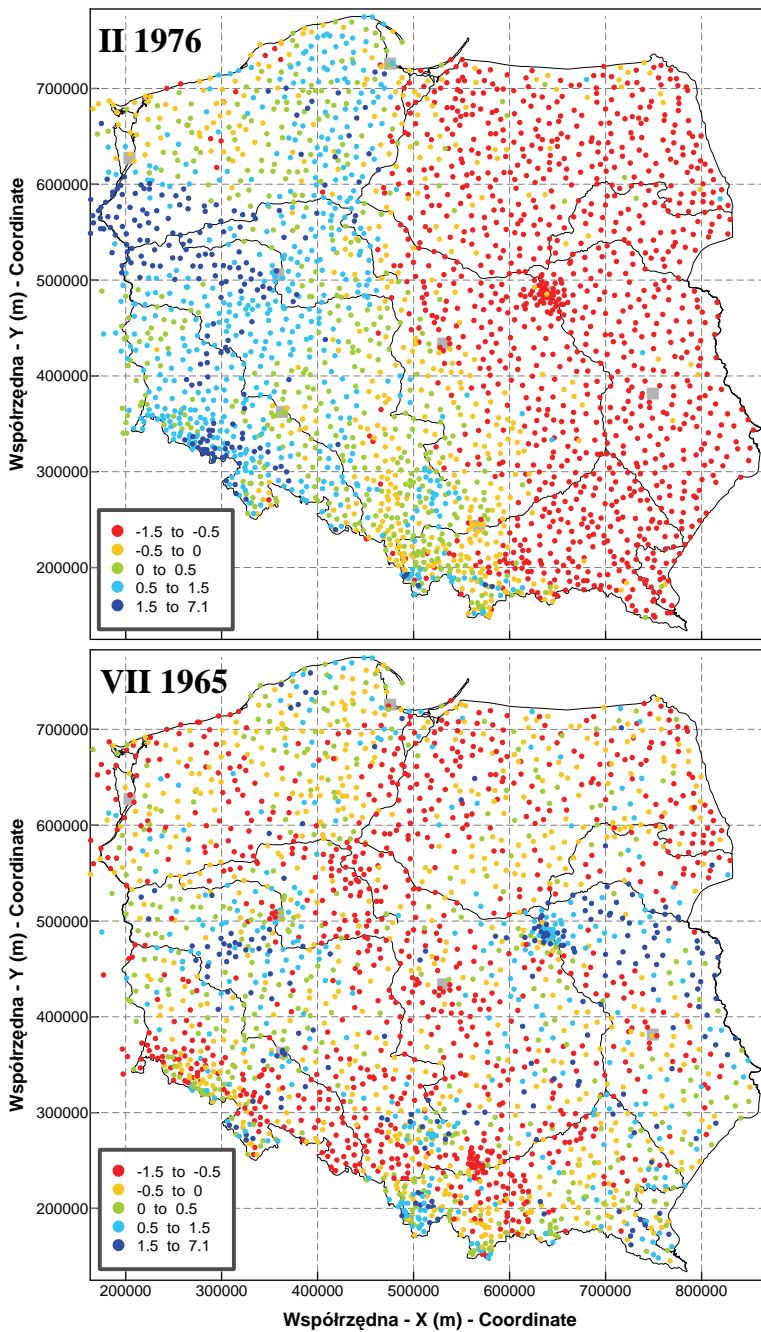 II 1976
700000
600000
500000
400000
300000
200000
Współrzędna - Y (m) - Coordinate
-1.5 to -0.5
-0.5 to 0
0 to 0.5
0.5 to 1.5
1.5 to 7.1
VII 1965
700000
600000
500000
400000
300000
200000
Współrzędna - Y (m) - Coordinate
-1.5 to -0.5
-0.5 to 0
0 to 0.5
0.5 to 1.5
1.5 to 7.1
200000 300000 400000 500000 600000 700000 800000
Współrzędna - X (m) - Coordinate